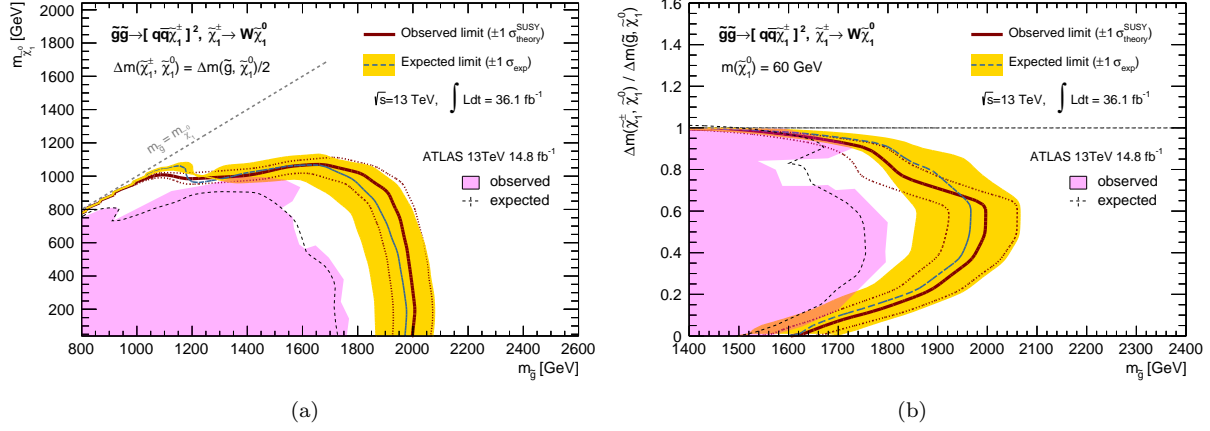 m_χ̃₁⁰ [GeV]
2000
1800
1600
1400
1200
1000
800
600
400
200
800 1000 1200 1400 1600 1800 2000 2200 2400 2600
m_g̃ [GeV]
g̃g̃→[ qq̄χ̃₁± ]², χ̃₁±→ Wχ̃₁⁰
Δm(χ̃₁±, χ̃₁⁰) = Δm(g̃, χ̃₁⁰)/2
Observed limit (±1 σ_theory^SUSY)
Expected limit (±1 σ_exp)
√s=13 TeV, ∫ Ldt = 36.1 fb⁻¹
m_g̃ = m_χ̃₁⁰
ATLAS 13TeV 14.8 fb⁻¹
observed
expected
(a)
Δm(χ̃₁±, χ̃₁⁰) / Δm(g̃, χ̃₁⁰)
1.6
1.4
1.2
1
0.8
0.6
0.4
0.2
0
1400 1500 1600 1700 1800 1900 2000 2100 2200 2300 2400
m_g̃ [GeV]
g̃g̃→[ qq̄χ̃₁± ]², χ̃₁±→ Wχ̃₁⁰
m(χ̃₁⁰) = 60 GeV
Observed limit (±1 σ_theory^SUSY)
Expected limit (±1 σ_exp)
√s=13 TeV, ∫ Ldt = 36.1 fb⁻¹
ATLAS 13TeV 14.8 fb⁻¹
observed
expected
(b)